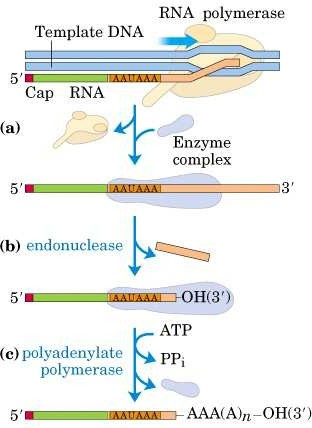 RNA polymerase
Template DNA
AAUAAA
5'
Cap RNA
(a)
Enzyme
complex
5' AAUAAA 3'
(b) endonuclease
5' AAUAAA -OH(3')
ATP
(c) polyadenylate
polymerase
PPi
5' AAUAAA - AAA(A)n-OH(3')